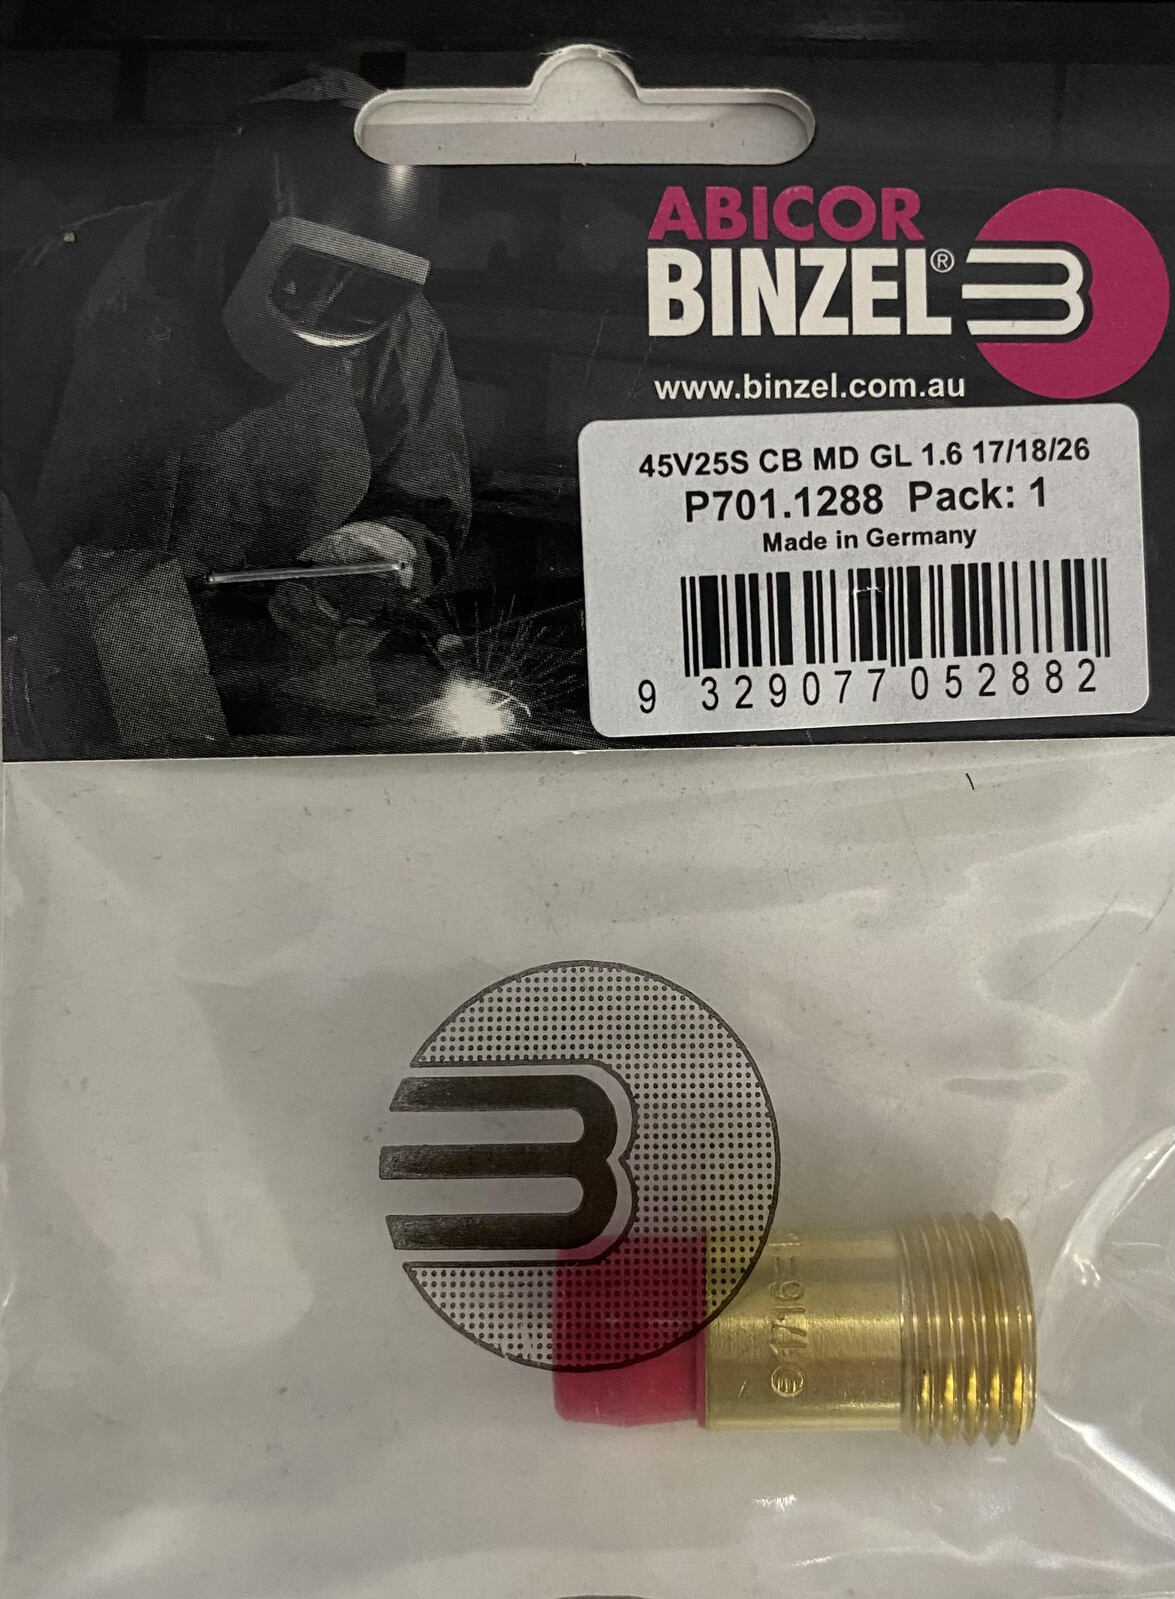 ABICOR
BINZEL®
www.binzel.com.au
45V25S CB MD GL 1.6 17/18/26
P701.1288 Pack: 1
Made in Germany
9 329077 052882